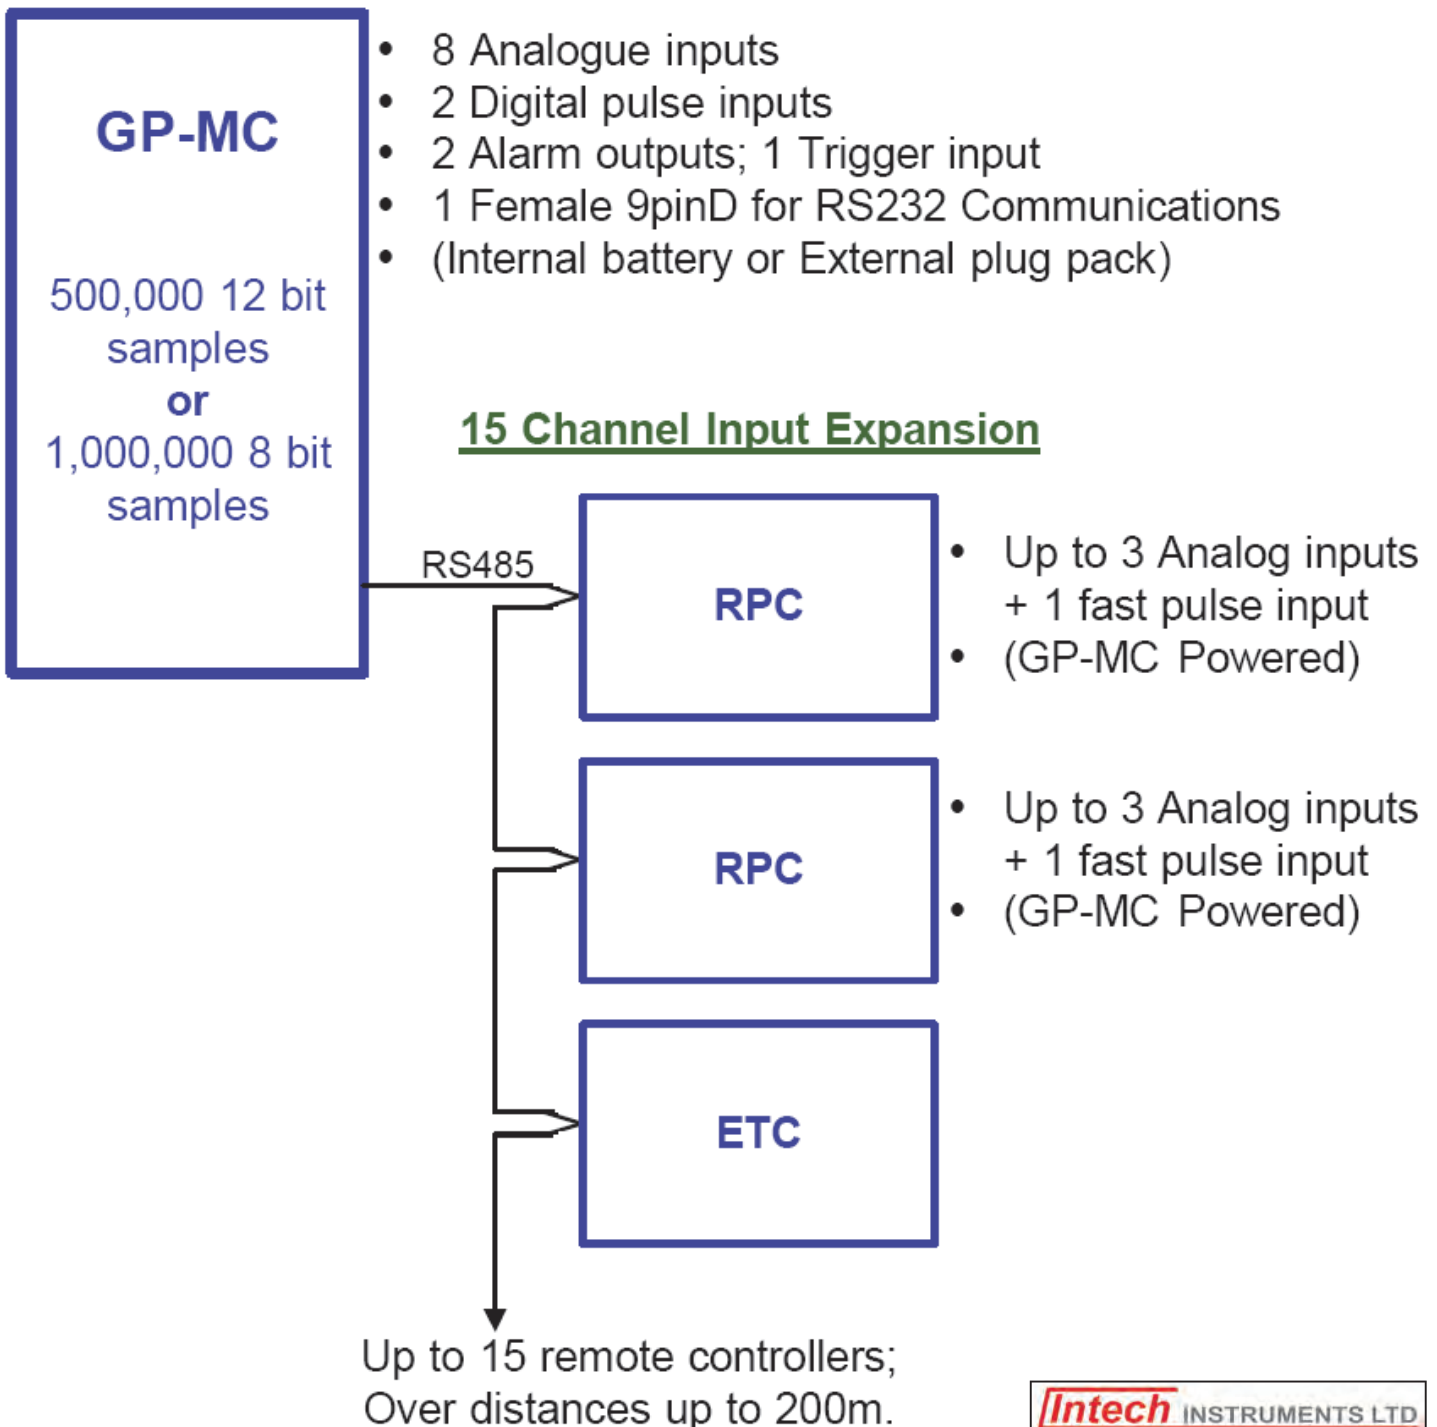 GP-MC
500,000 12 bit
samples
or
1,000,000 8 bit
samples
• 8 Analogue inputs
• 2 Digital pulse inputs
• 2 Alarm outputs; 1 Trigger input
• 1 Female 9pinD for RS232 Communications
• (Internal battery or External plug pack)
15 Channel Input Expansion
RS485
RPC
• Up to 3 Analog inputs
+ 1 fast pulse input
• (GP-MC Powered)
RPC
• Up to 3 Analog inputs
+ 1 fast pulse input
• (GP-MC Powered)
ETC
Up to 15 remote controllers;
Over distances up to 200m.
Intech INSTRUMENTS LTD